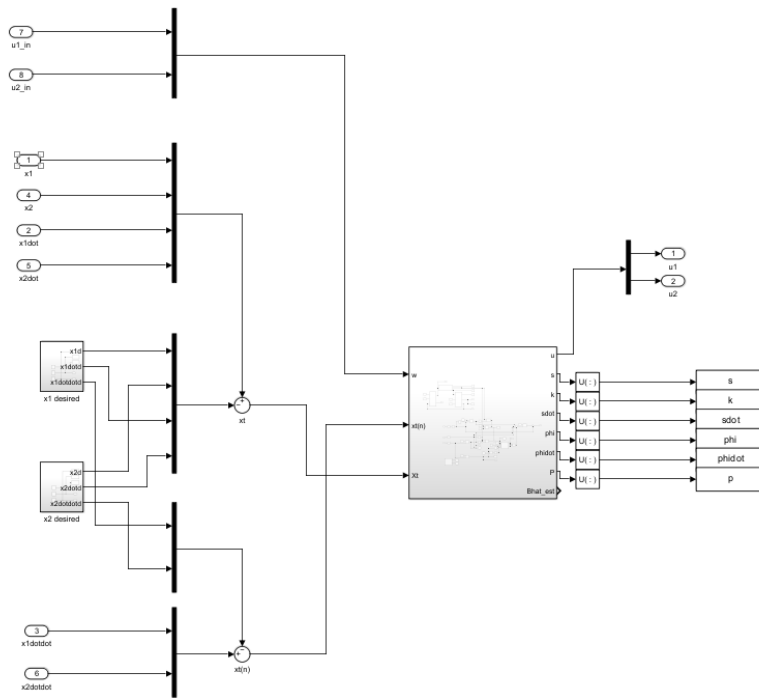 7
u1_in
8
u2_in
1
x1
4
x2
2
x1dot
5
x2dot
x1d
x1dotd
x1dotdotd
x1 desired
x2d
x2dotd
x2dotdotd
x2 desired
3
x1dotdot
6
x2dotdot
xt
xt(n)
w
xt(n)
Xt
u
s
k
sdot
phi
phidot
P
Bhat_est
1
u1
2
u2
U( : )
U( : )
U( : )
U( : )
U( : )
U( : )
s
k
sdot
phi
phidot
p